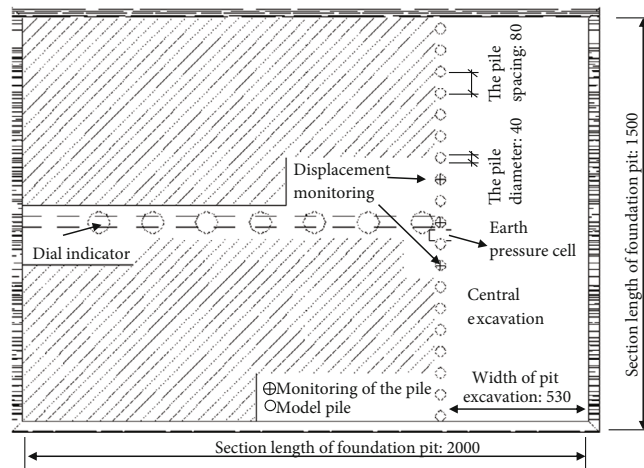 The pile
spacing: 80
The pile
diameter: 40
Displacement
monitoring
Dial indicator
Earth
pressure cell
Central
excavation
Width of pit
excavation: 530
Monitoring of the pile
Model pile
Section length of foundation pit: 2000
Section length of foundation pit: 1500